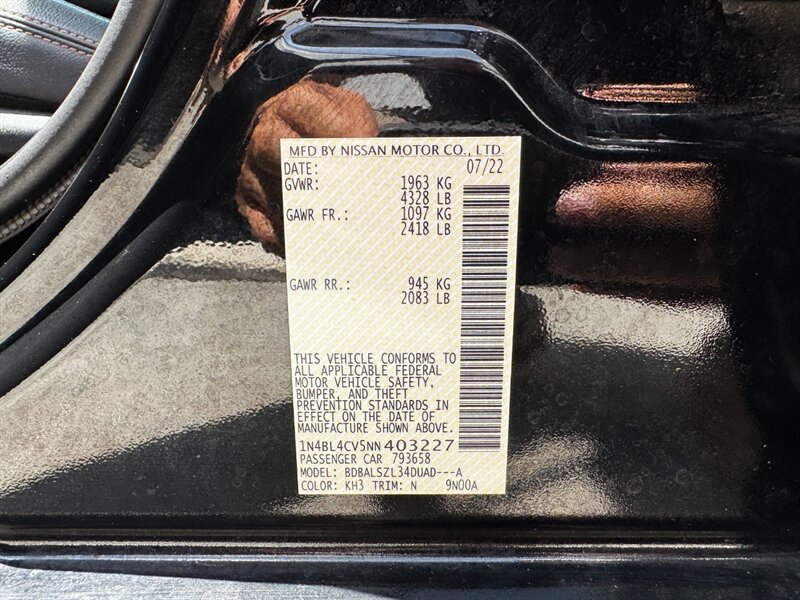 MFD BY NISSAN MOTOR CO., LTD.
DATE: 07/22
GVWR: 1963 KG
4328 LB
GAWR FR.: 1097 KG
2418 LB
GAWR RR.: 945 KG
2083 LB
THIS VEHICLE CONFORMS TO
ALL APPLICABLE FEDERAL
MOTOR VEHICLE SAFETY,
BUMPER, AND THEFT
PREVENTION STANDARDS IN
EFFECT ON THE DATE OF
MANUFACTURE SHOWN ABOVE.
1N4BL4CV5NN403227
PASSENGER CAR 793658
MODEL: BDBALSZL34DUAD---A
COLOR: KH3 TRIM: N 9N00A